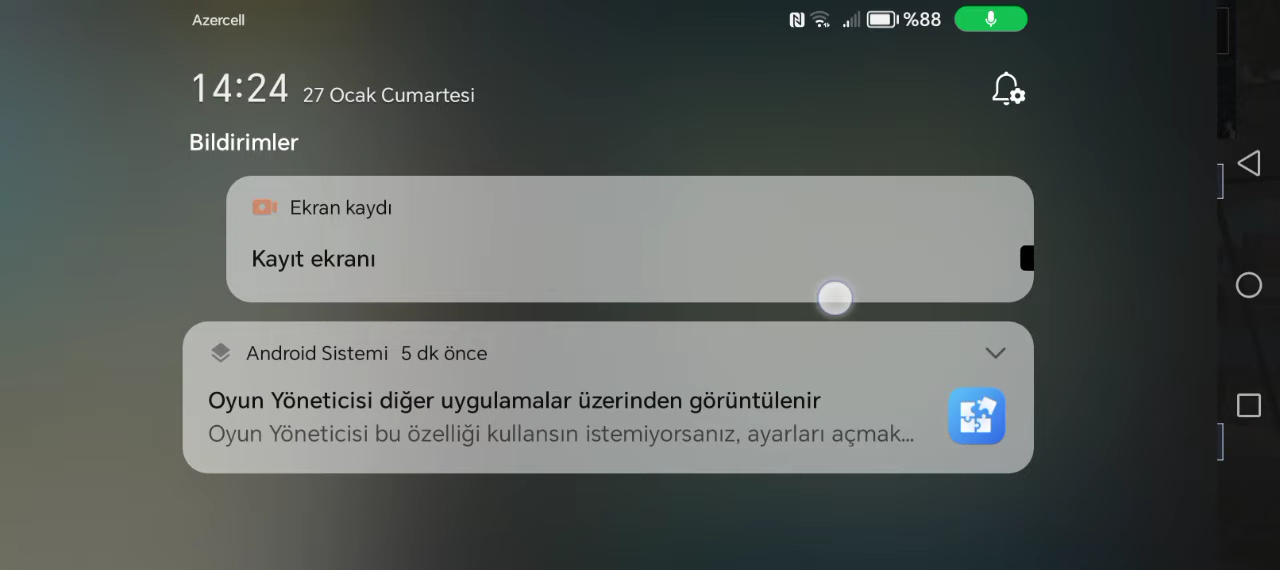 Azercell
%88
14:24 27 Ocak Cumartesi
Bildirimler
Ekran kaydı
Kayıt ekranı
Android Sistemi 5 dk önce
Oyun Yöneticisi diğer uygulamalar üzerinden görüntülenir
Oyun Yöneticisi bu özelliği kullansın istemiyorsanız, ayarları açmak...